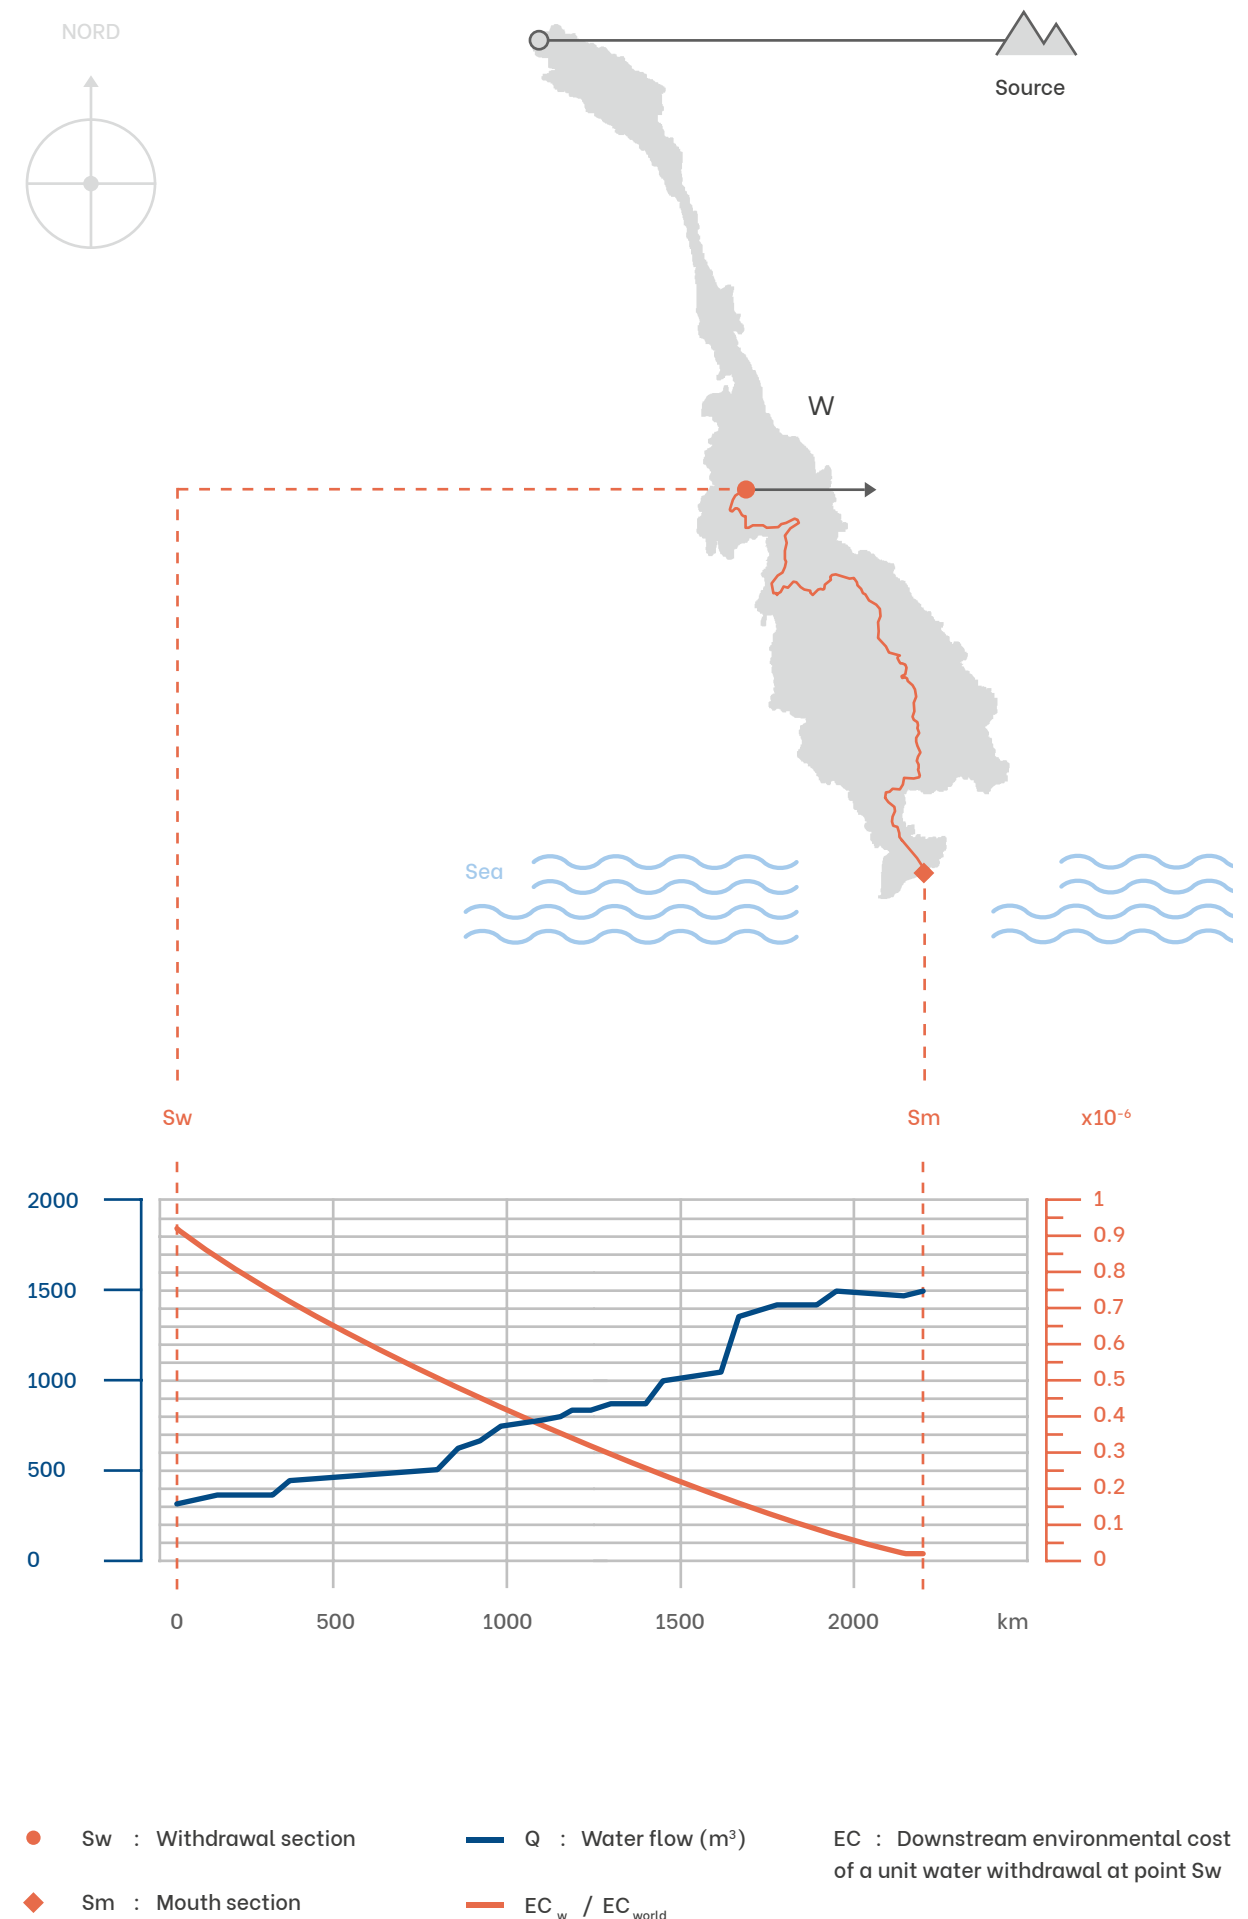 NORD
Source
W
Sea
Sw
Sm
x10⁻⁶
2000
1500
1000
500
0
1
0.9
0.8
0.7
0.6
0.5
0.4
0.3
0.2
0.1
0
0 500 1000 1500 2000 km
Sw : Withdrawal section
Sm : Mouth section
Q : Water flow (m³)
EC w / EC world
EC : Downstream environmental cost
of a unit water withdrawal at point Sw